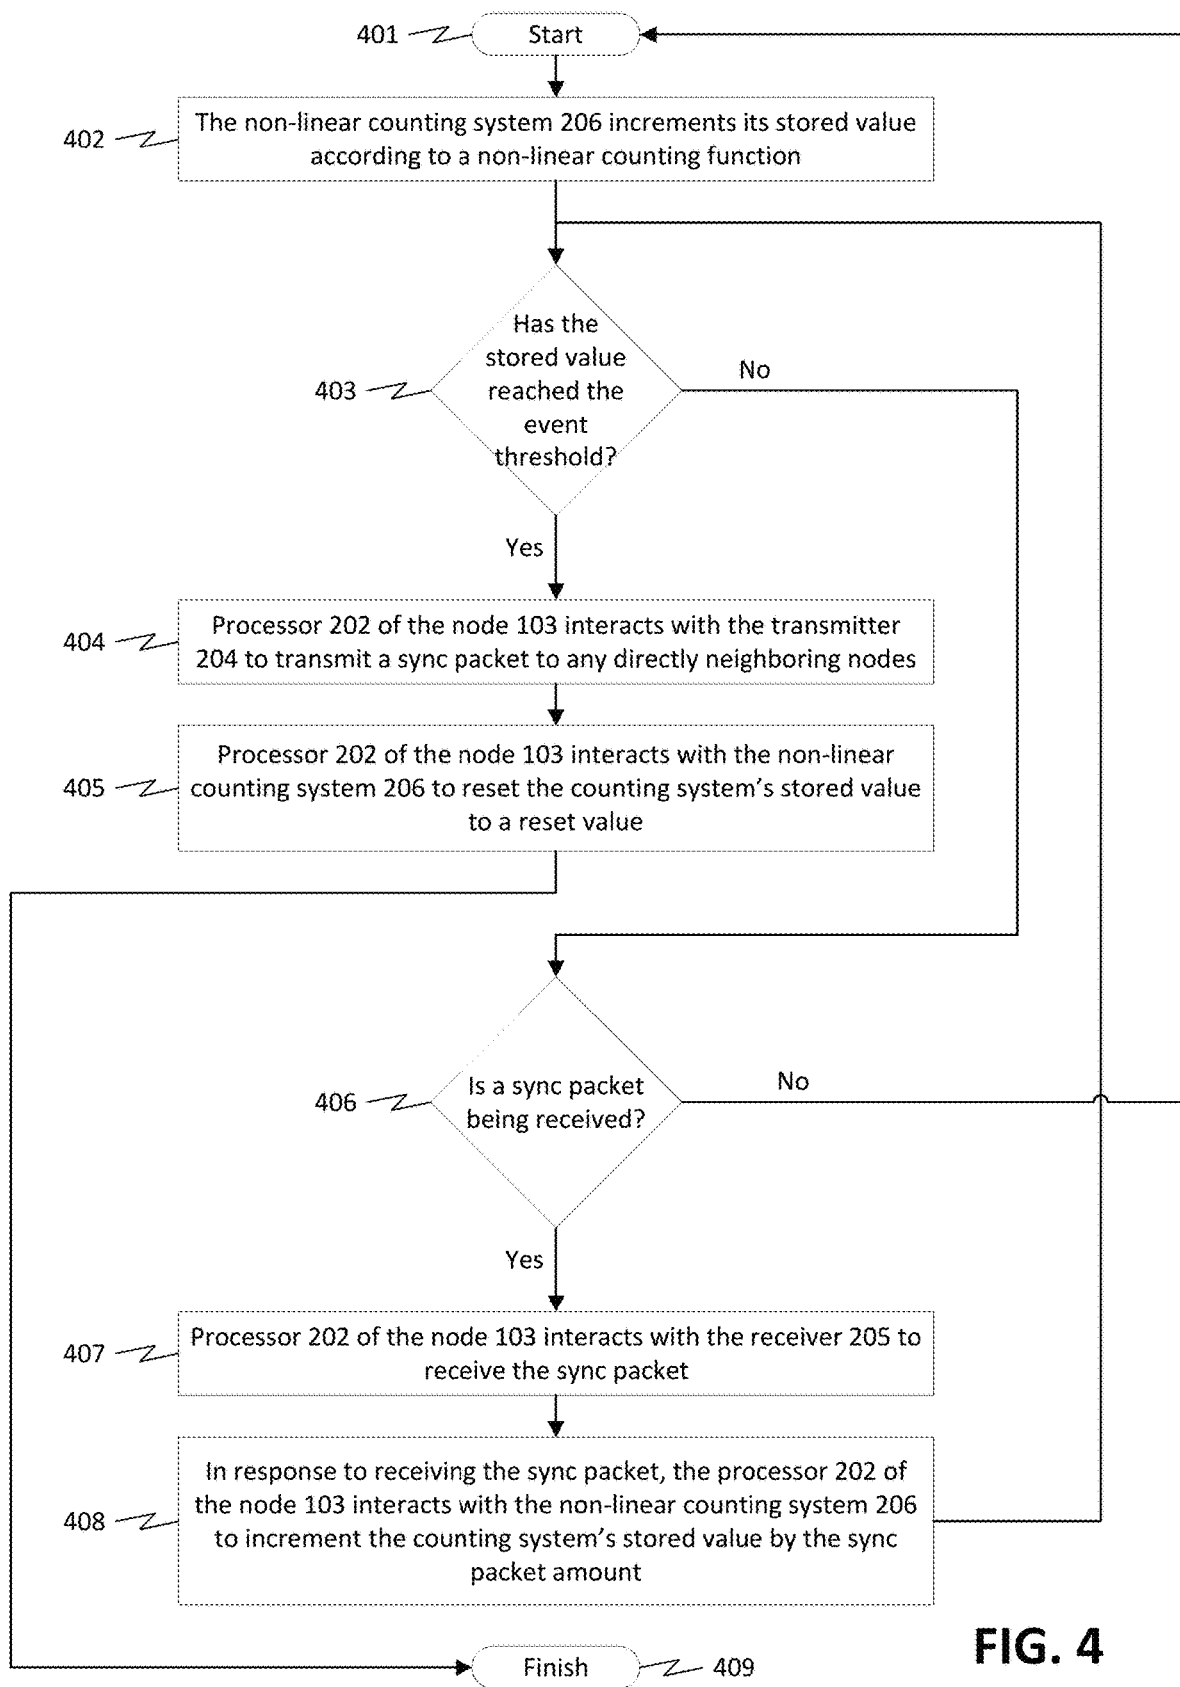 401
Start
402
The non-linear counting system 206 increments its stored value
according to a non-linear counting function
403
Has the
stored value
reached the
event
threshold?
No
Yes
404
Processor 202 of the node 103 interacts with the transmitter
204 to transmit a sync packet to any directly neighboring nodes
405
Processor 202 of the node 103 interacts with the non-linear
counting system 206 to reset the counting system's stored value
to a reset value
406
Is a sync packet
being received?
No
Yes
407
Processor 202 of the node 103 interacts with the receiver 205 to
receive the sync packet
408
In response to receiving the sync packet, the processor 202 of
the node 103 interacts with the non-linear counting system 206
to increment the counting system's stored value by the sync
packet amount
FIG. 4
Finish
409